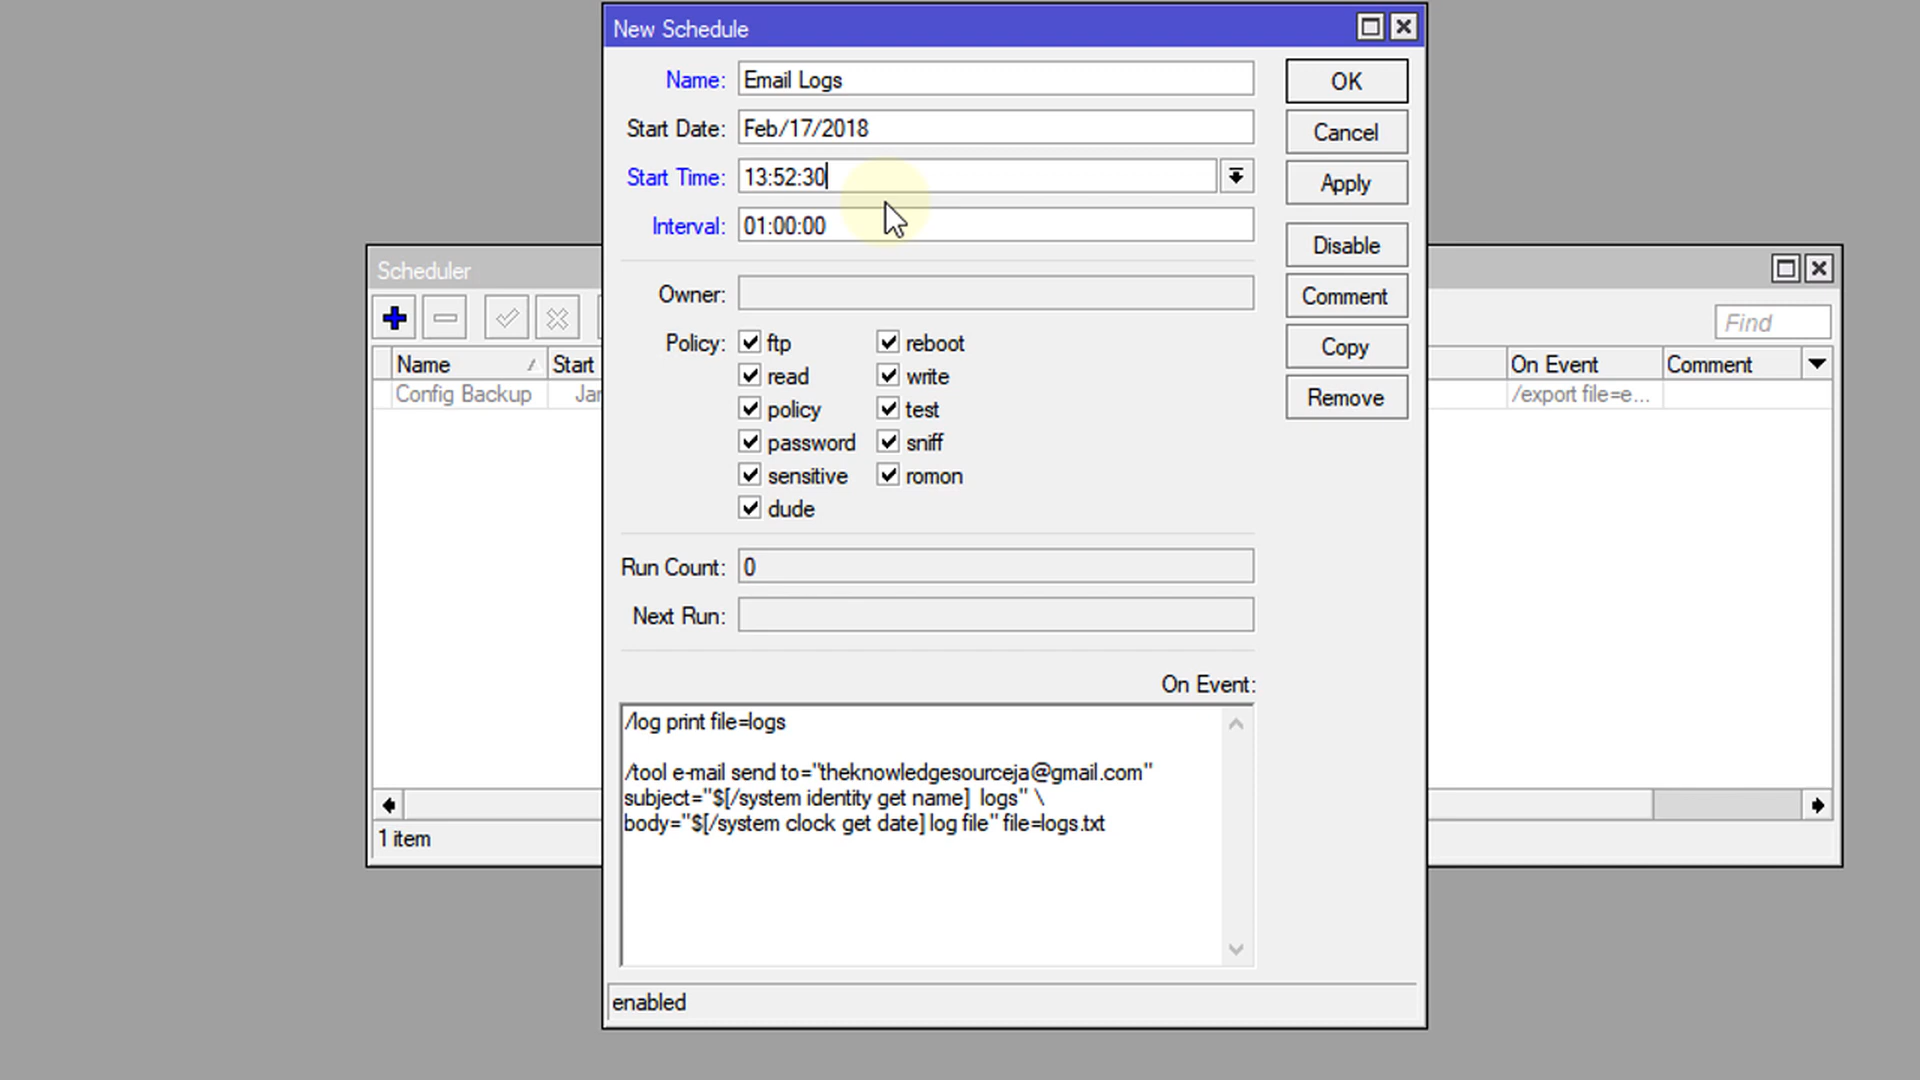 New Schedule
Name: Email Logs
Start Date: Feb/17/2018
Start Time: 13:52:30
Interval: 01:00:00
Owner:
Policy: ftp reboot
read write
policy test
password sniff
sensitive romon
dude
Run Count: 0
Next Run:
On Event:
/log print file=logs
/tool e-mail send to="theknowledgesourceja@gmail.com"
subject="$[/system identity get name]  logs" \
body="$[/system clock get date] log file" file=logs.txt
enabled
OK
Cancel
Apply
Disable
Comment
Copy
Remove
Scheduler
Find
Name Start On Event Comment
Config Backup Jar /export file=e...
1 item